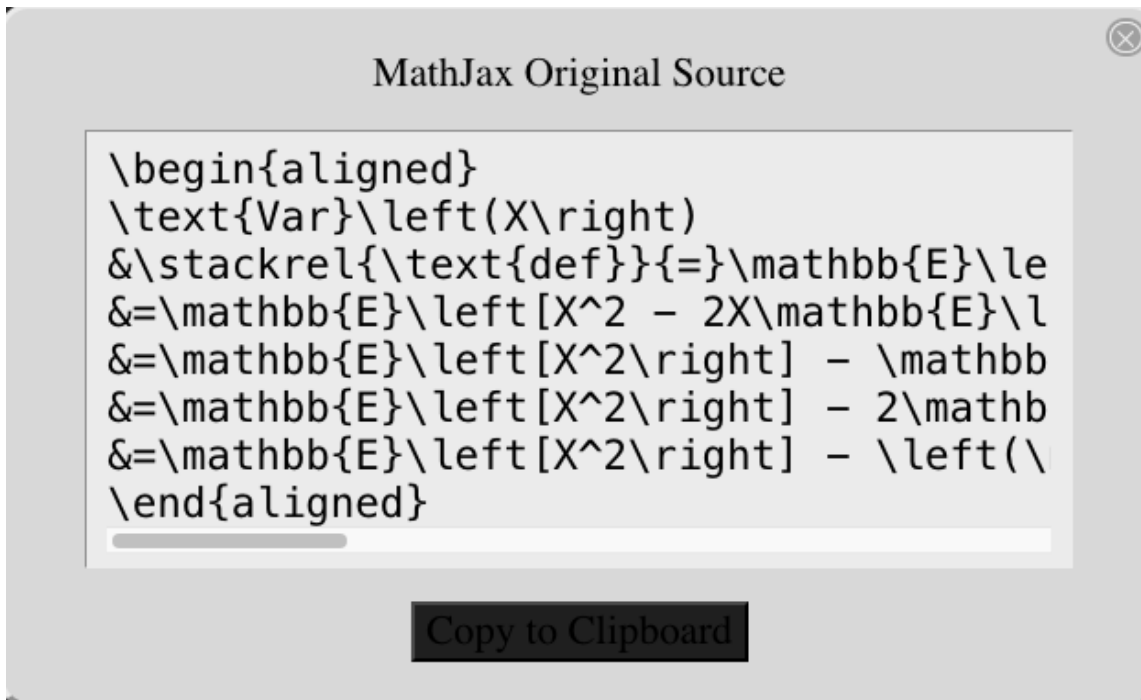 MathJax Original Source
\begin{aligned}
\text{Var}\left(X\right)
&\stackrel{\text{def}}{=}\mathbb{E}\le
&=\mathbb{E}\left[X^2 - 2X\mathbb{E}\l
&=\mathbb{E}\left[X^2\right] - \mathbb
&=\mathbb{E}\left[X^2\right] - 2\mathb
&=\mathbb{E}\left[X^2\right] - \left(\
\end{aligned}
Copy to Clipboard